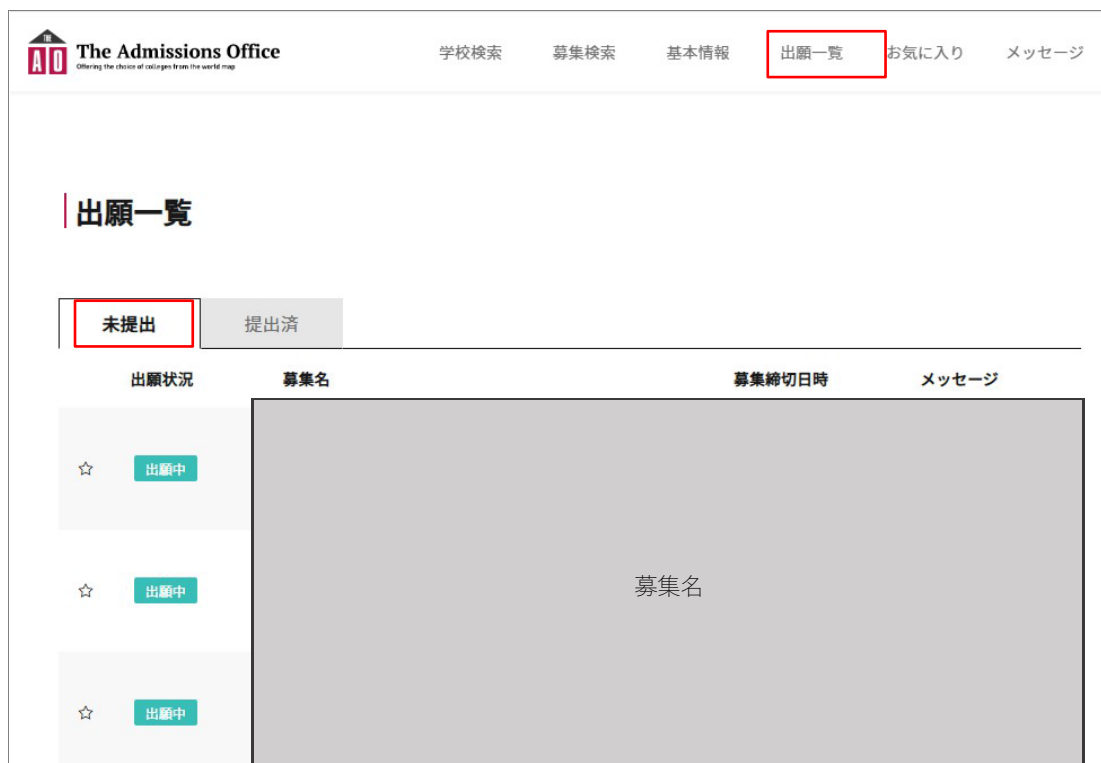 THE
AO
The Admissions Office
Offering the choice of colleges from the world map
学校検索 募集検索 基本情報 出願一覧 お気に入り メッセージ
出願一覧
未提出 提出済
出願状況 募集名 募集締切日時 メッセージ
☆ 出願中
☆ 出願中
募集名
☆ 出願中